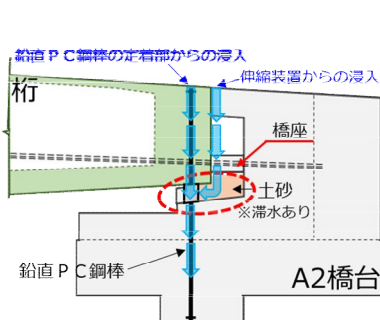 鉛直ＰＣ鋼棒の定着部からの浸入
伸縮装置からの浸入
桁
橋座
土砂
※滞水あり
鉛直ＰＣ鋼棒
A2橋台